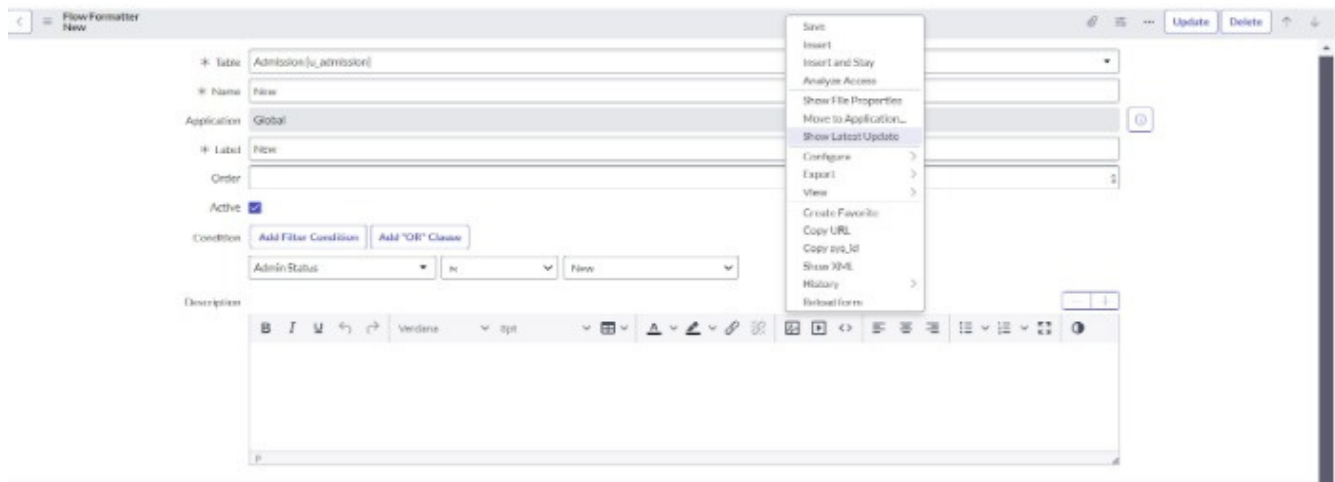 Flow Formatter
New
Update
Delete
* Table
Admission [u_admission]
* Name
New
Application
Global
* Label
New
Order
Active
Condition
Add Filter Condition
Add "OR" Clause
Admin Status
is
New
Description
B I U
Verdana
8pt
P
Save
Insert
Insert and Stay
Analyze Access
Show File Properties
Move to Application...
Show Latest Update
Configure
Export
View
Create Favorite
Copy URL
Copy sys_id
Show XML
History
Reload form